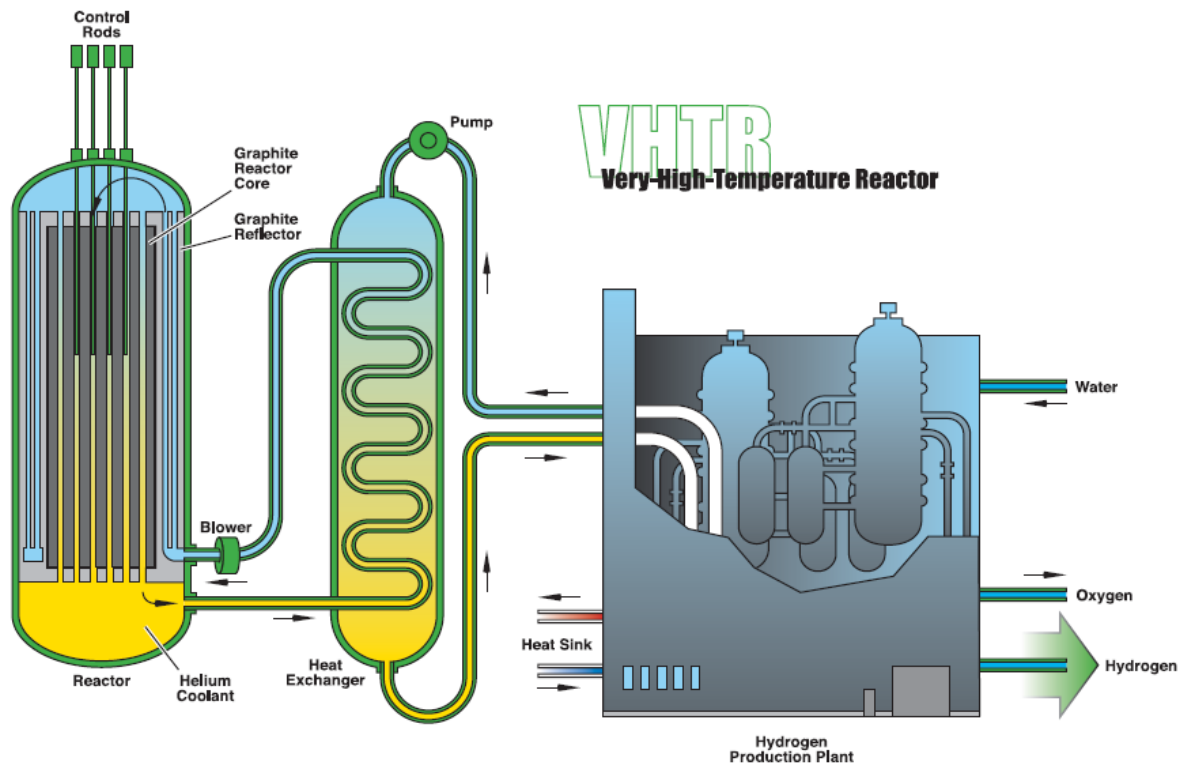 Control
Rods
Pump
VHTR
Very-High-Temperature Reactor
Graphite
Reactor
Core
Graphite
Reflector
Water
Blower
Oxygen
Heat Sink
Hydrogen
Reactor
Helium
Coolant
Heat
Exchanger
Hydrogen
Production Plant